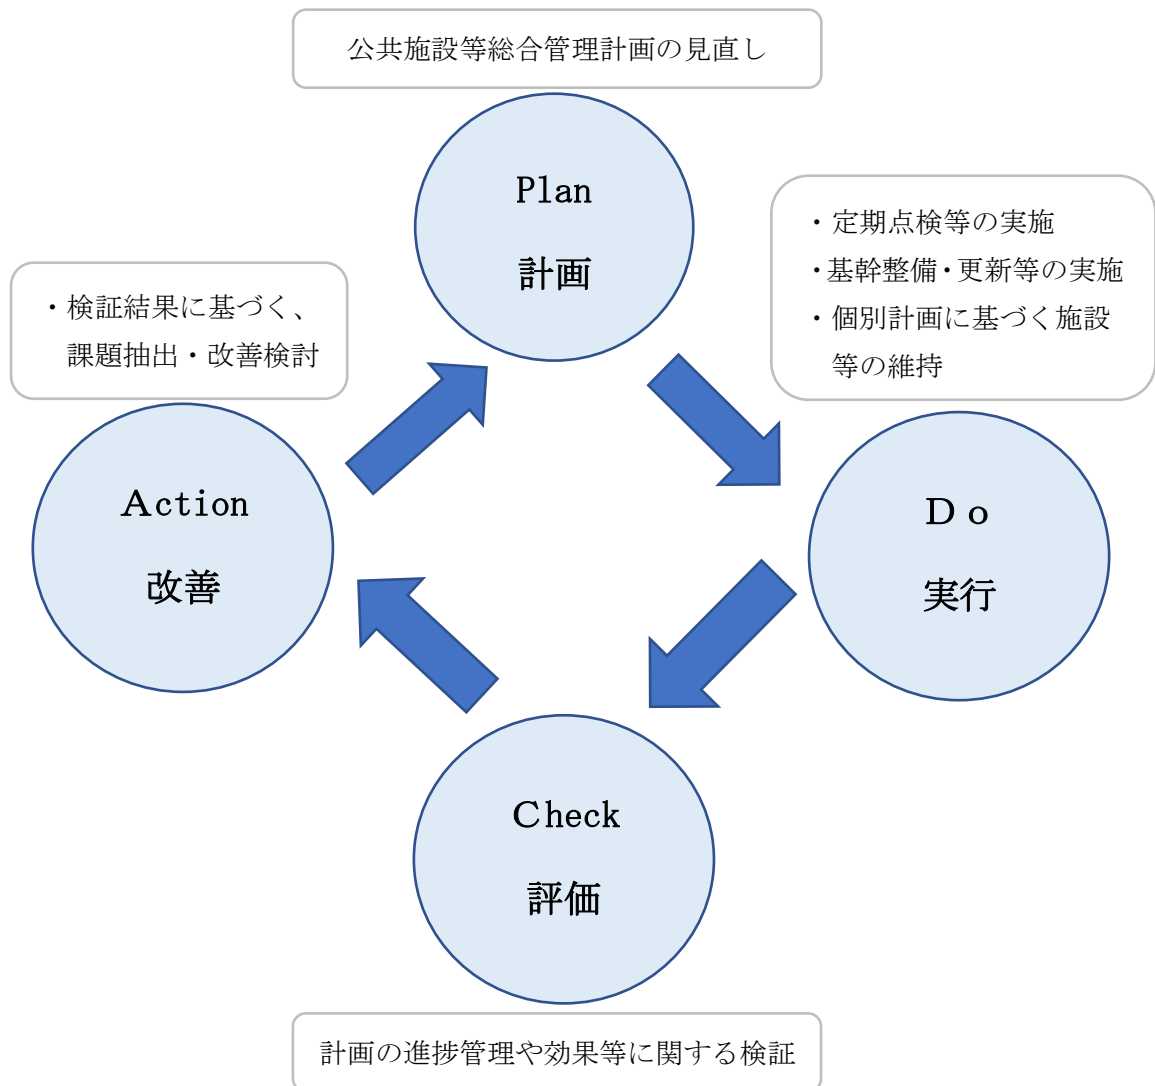 公共施設等総合管理計画の見直し
Plan
計画
・定期点検等の実施
・基幹整備・更新等の実施
・個別計画に基づく施設
等の維持
・検証結果に基づく、
課題抽出・改善検討
Action
改善
Ｄｏ
実行
Check
評価
計画の進捗管理や効果等に関する検証